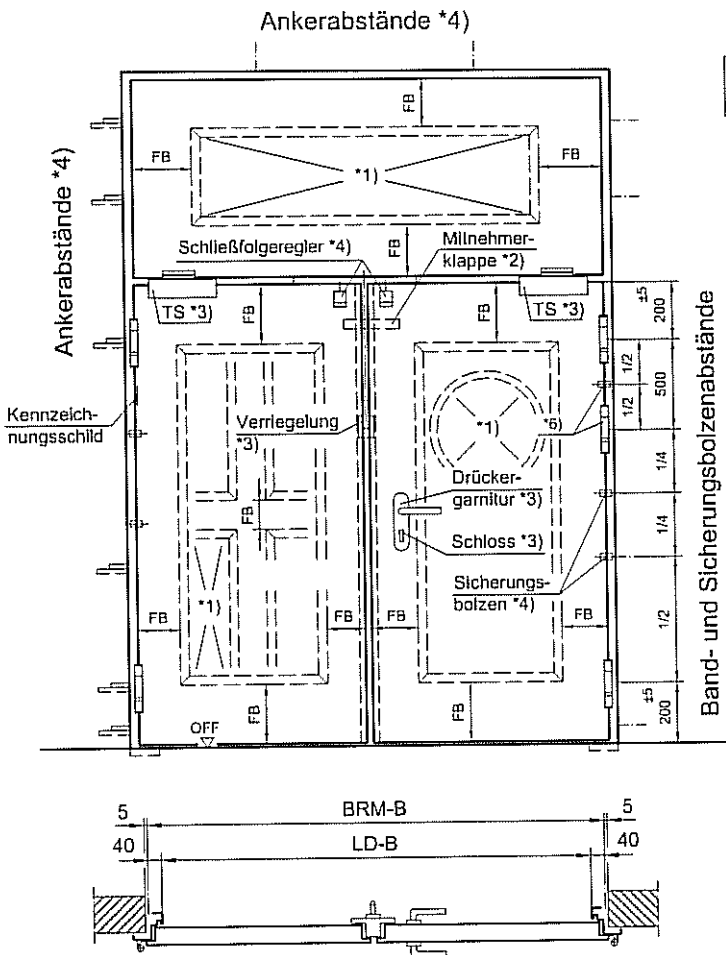 Ankerabstände *4)
FB
FB
FB
*1)
Ankerabstände *4)
FB
Schließfolgeregler *4)
Mitnehmer-
klappe *2)
TS *3)
TS *3)
FB
FB
±5
200
Kennzeich-
nungsschild
Verriegelung
*3)
*1)
*6)
1/2
500
1/2
Drücker-
garnitur *3)
FB
1/4
Schloss *3)
1/4
Sicherungs-
bolzen *4)
*1)
FB
FB
FB
FB
1/2
FB
FB
±5
200
OFF
Band- und Sicherungsbolzenabstände
5
BRM-B
5
40
LD-B
40